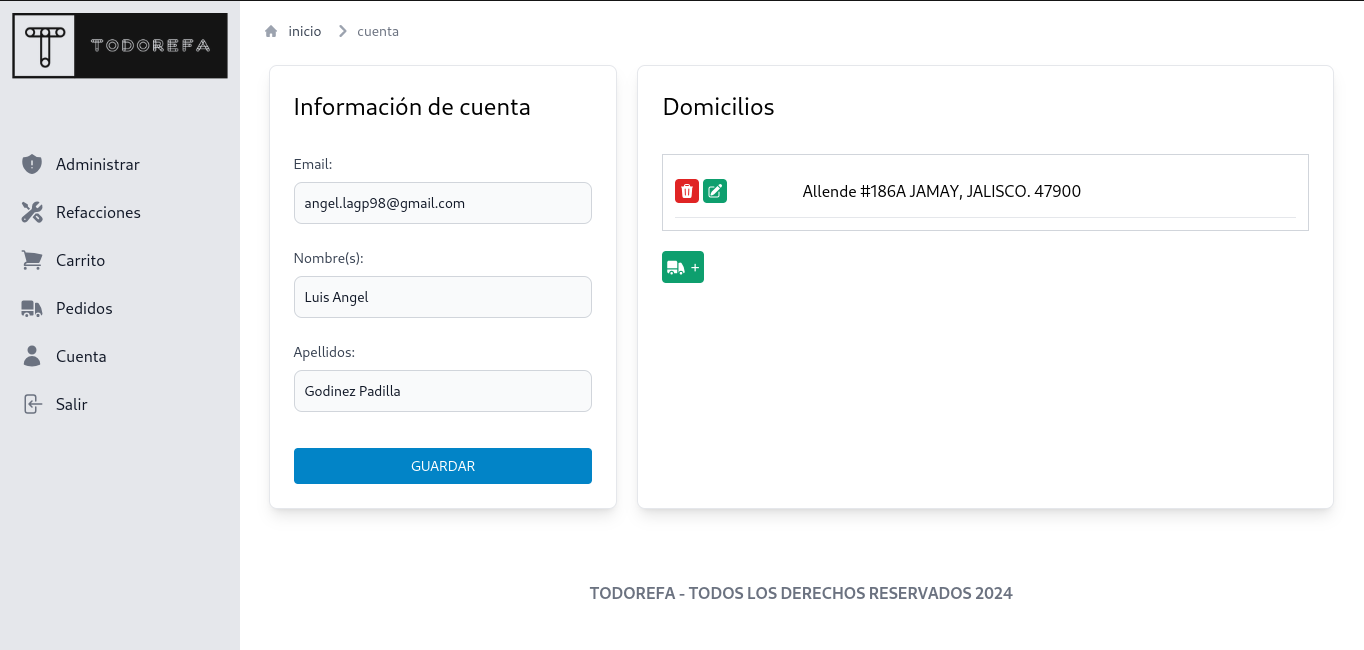 TODOREFA
Administrar
Refacciones
Carrito
Pedidos
Cuenta
Salir
inicio
cuenta
Información de cuenta
Email:
angel.lagp98@gmail.com
Nombre(s):
Luis Angel
Apellidos:
Godinez Padilla
GUARDAR
Domicilios
Allende #186A JAMAY, JALISCO. 47900
+
TODOREFA - TODOS LOS DERECHOS RESERVADOS 2024